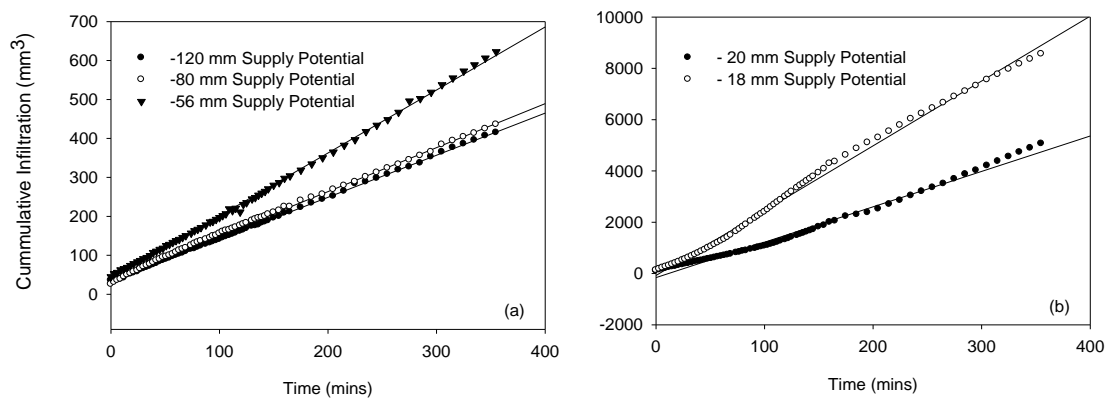 Cummulative Infiltration (mm³)
700
600
500
400
300
200
100
0
-120 mm Supply Potential
-80 mm Supply Potential
-56 mm Supply Potential
(a)
0 100 200 300 400
Time (mins)
10000
8000
6000
4000
2000
0
-2000
- 20 mm Supply Potential
- 18 mm Supply Potential
(b)
0 100 200 300 400
Time (mins)